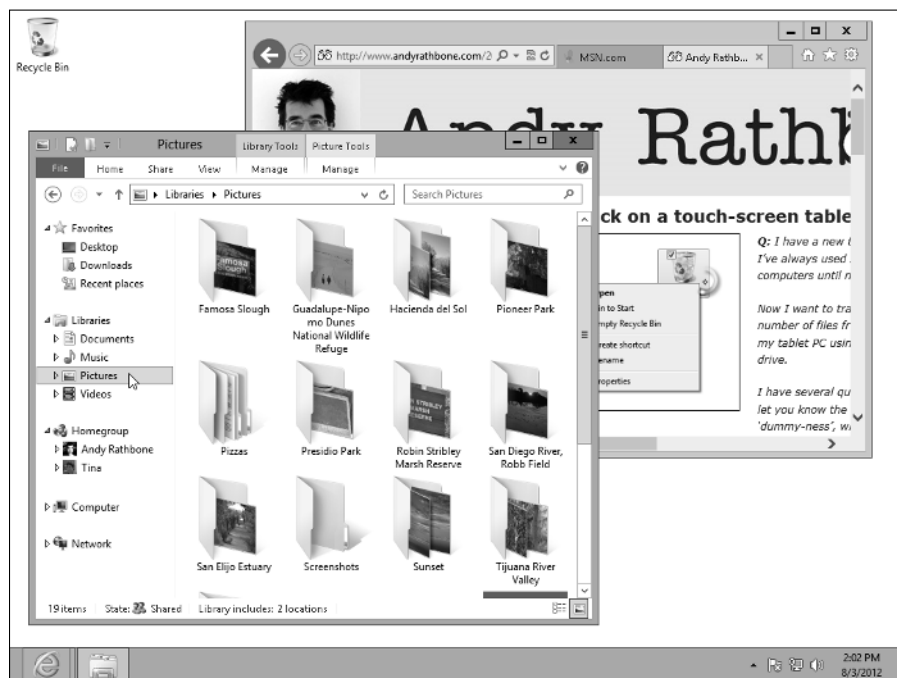 Recycle Bin
http://www.andyrathbone.com/2
MSN.com
Andy Rathb...
Andy Rathb
Pictures
Library Tools
Picture Tools
File
Home
Share
View
Manage
Manage
Libraries
Pictures
Search Pictures
Favorites
Desktop
Downloads
Recent places
Libraries
Documents
Music
Pictures
Videos
Homegroup
Andy Rathbone
Tina
Computer
Network
Famosa Slough
Guadalupe-Nipo
mo Dunes
National Wildlife
Refuge
Hacienda del Sol
Pioneer Park
Pizzas
Presidio Park
Robin Stribley
Marsh Reserve
San Diego River,
Robb Field
San Elijo Estuary
Screenshots
Sunset
Tijuana River
Valley
19 items
State:
Shared
Library includes: 2 locations
ck on a touch-screen table
Q: I have a new
I've always used
computers until
Now I want to tra
number of files fr
my tablet PC usin
drive.
I have several qu
let you know the
'dummy-ness', w
pen
in to Start
mpty Recycle Bin
reate shortcut
ename
roperties
2:02 PM
8/3/2012